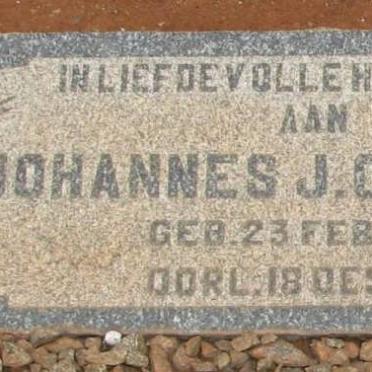 IN LIEFDEVOLLE H
AAN
JOHANNES J.
GEB. 23 FEB
OORL. 18 DES